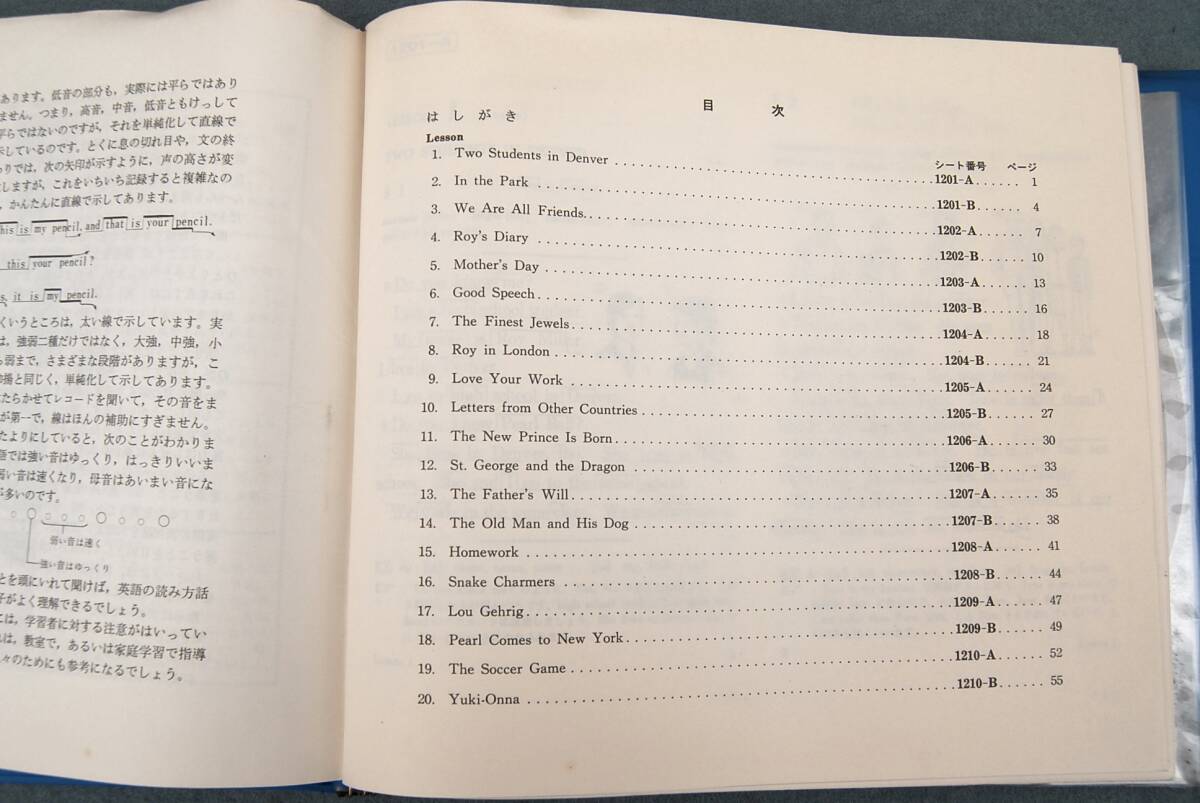 あります。低音の部分も，実際には平らではあり
ません。つまり，高音，中音，低音ともけっして
平らではないのですが，それを単純化して直線で
示しているのです。とくに息の切れ目や，文の終
わりでは，次の矢印が示すように，声の高さが変
しますが，これをいちいち記録すると複雑なの
，かんたんに直線で示してあります。
his is my pencil, and that is your pencil.
this your pencil?
s, it is my pencil.
くいうところは，太い線で示しています。実
は，強弱二種だけではなく，大強，中強，小
ら弱まで，さまざまな段階がありますが，こ
抑揚と同じく，単純化して示してあります。
たらかせてレコードを聞いて，その音をま
が第一で，線はほんの補助にすぎません。
たよりにしていると，次のことがわかりま
語では強い音はゆっくり，はっきりいいま
弱い音は速くなり，母音はあいまい音にな
が多いのです。
弱い音は速く
強い音はゆっくり
とを頭にいれて聞けば，英語の読み方話
子がよく理解できるでしょう。
には，学習者に対する注意がはいってい
れは，教室で，あるいは家庭学習で指導
々のためにも参考になるでしょう。
目 次
はしがき
Lesson
シート番号 ページ
1. Two Students in Denver 1201-A 1
2. In the Park 1201-B 4
3. We Are All Friends 1202-A 7
4. Roy's Diary 1202-B 10
5. Mother's Day 1203-A 13
6. Good Speech 1203-B 16
7. The Finest Jewels 1204-A 18
8. Roy in London 1204-B 21
9. Love Your Work 1205-A 24
10. Letters from Other Countries 1205-B 27
11. The New Prince Is Born 1206-A 30
12. St. George and the Dragon 1206-B 33
13. The Father's Will 1207-A 35
14. The Old Man and His Dog 1207-B 38
15. Homework 1208-A 41
16. Snake Charmers 1208-B 44
17. Lou Gehrig 1209-A 47
18. Pearl Comes to New York 1209-B 49
19. The Soccer Game 1210-A 52
20. Yuki-Onna 1210-B 55